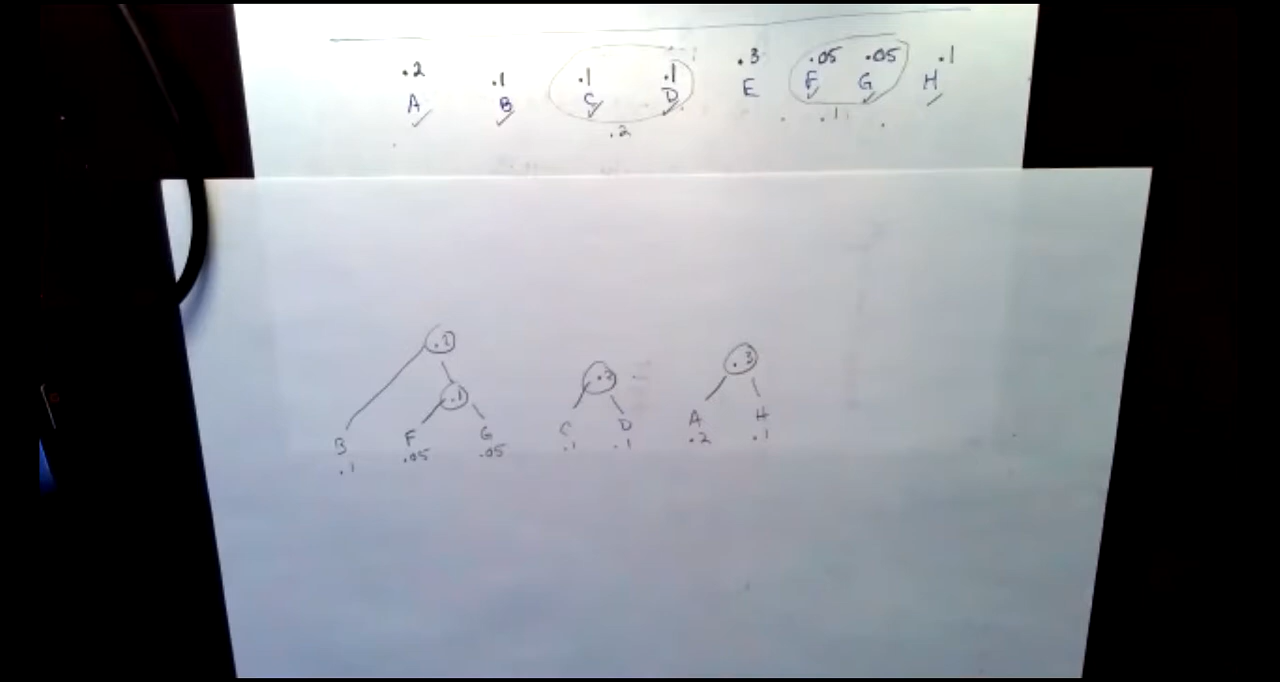 .2 .1 .1 .1 .3 .05 .05 .1
A B C D E F G H
.2 .1
.2 .2 .3
.1
B F G C D A H
.1 .05 .05 .1 .1 .2 .1